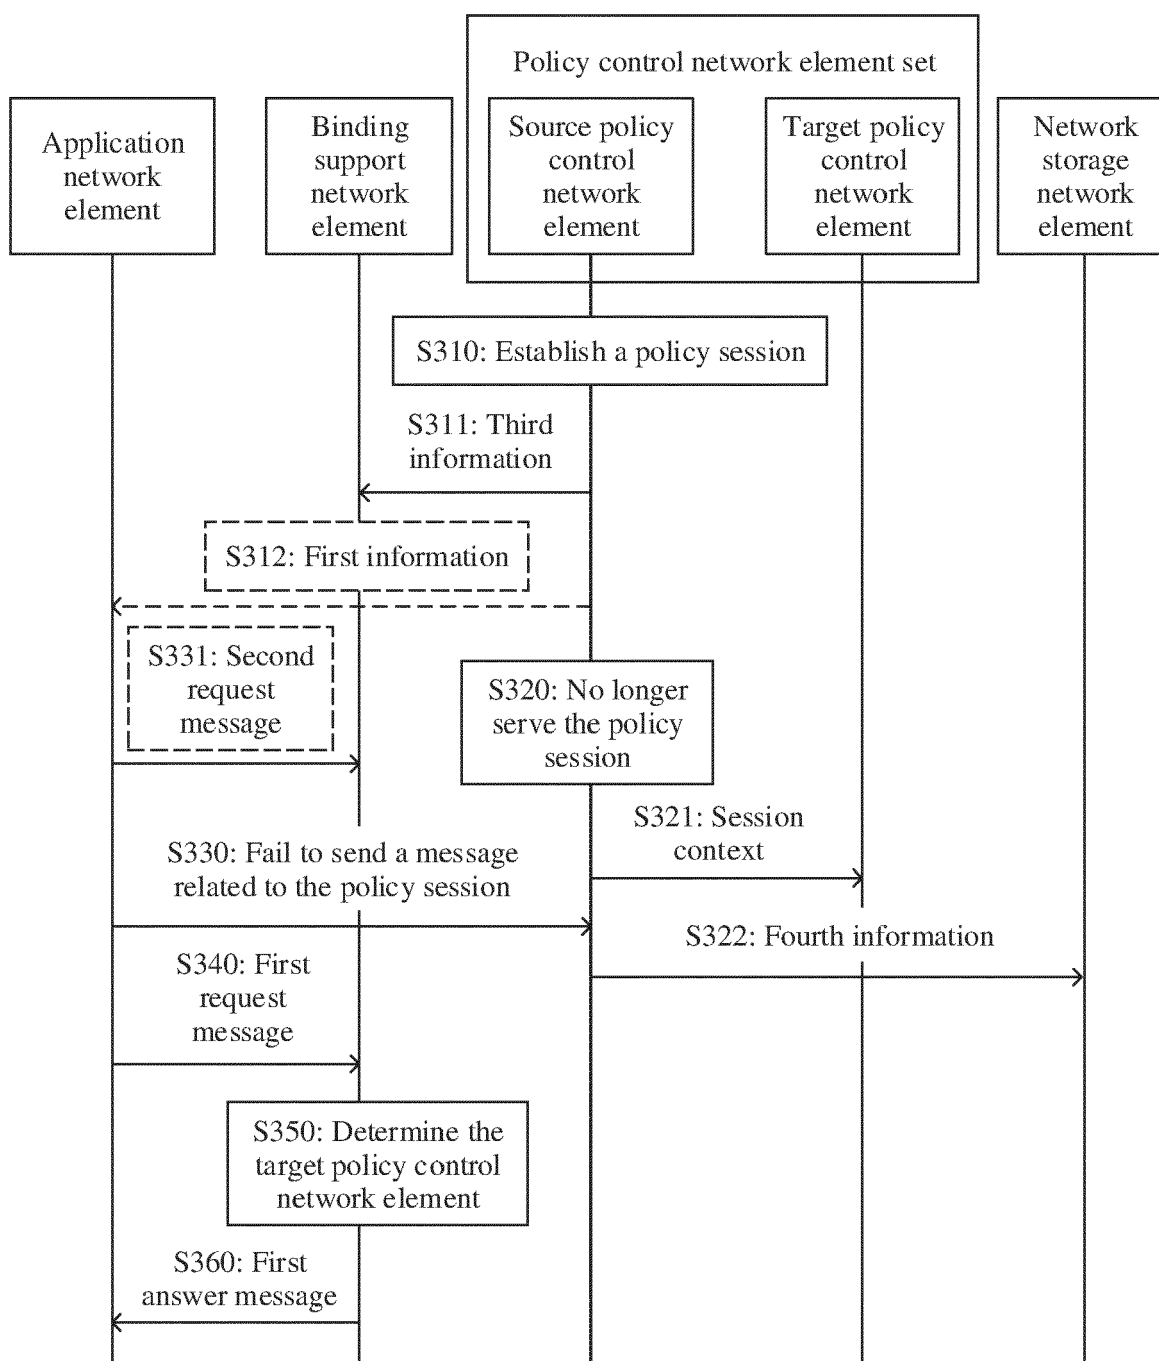 Policy control network element set
Application
network
element
Binding
support
network
element
Source policy
control
network
element
Target policy
control
network
element
Network
storage
network
element
S310: Establish a policy session
S311: Third
information
S312: First information
S331: Second
request
message
S320: No longer
serve the policy
session
S321: Session
context
S330: Fail to send a message
related to the policy session
S322: Fourth information
S340: First
request
message
S350: Determine the
target policy control
network element
S360: First
answer message